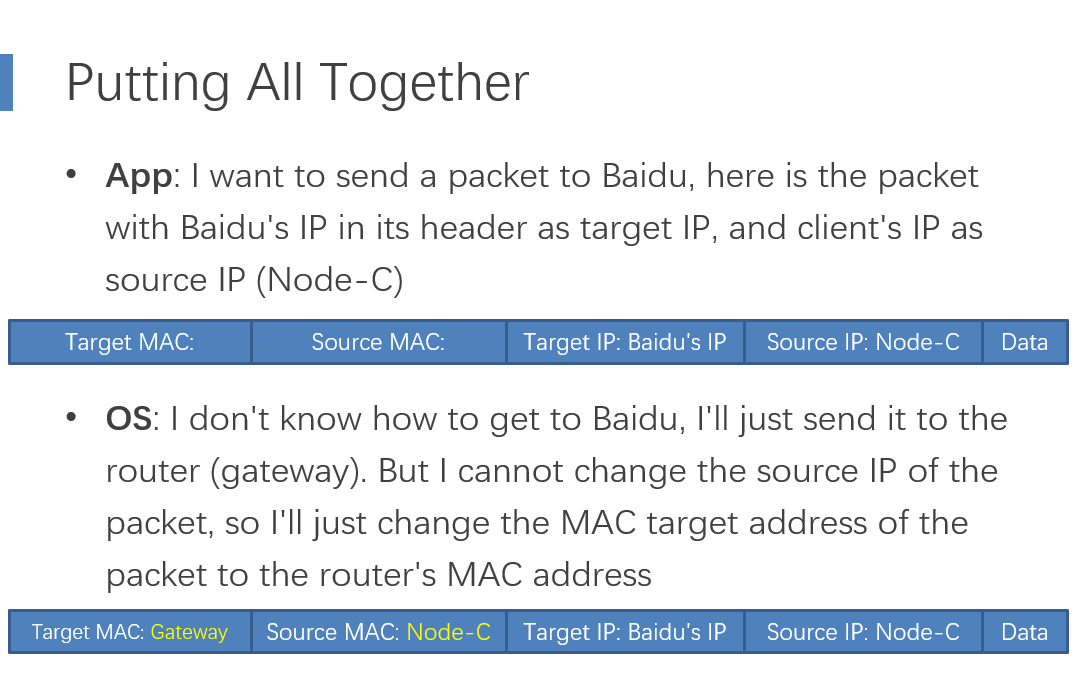 Putting All Together
• App: I want to send a packet to Baidu, here is the packet
with Baidu's IP in its header as target IP, and client's IP as
source IP (Node-C)
Target MAC: Source MAC: Target IP: Baidu's IP Source IP: Node-C Data
• OS: I don't know how to get to Baidu, I'll just send it to the
router (gateway). But I cannot change the source IP of the
packet, so I'll just change the MAC target address of the
packet to the router's MAC address
Target MAC: Gateway Source MAC: Node-C Target IP: Baidu's IP Source IP: Node-C Data